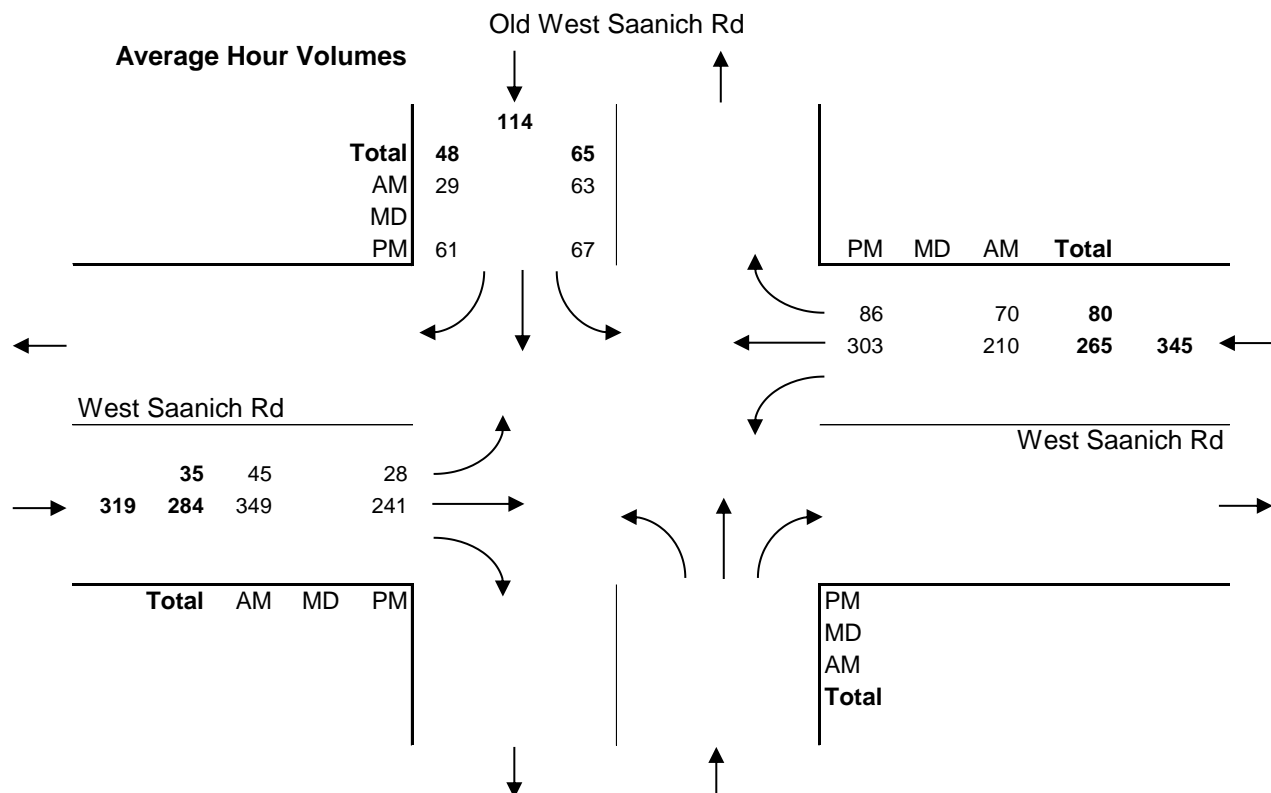 Old West Saanich Rd
Average Hour Volumes
114
Total 48 65
AM 29 63
MD
PM 61 67
PM MD AM Total
86 70 80
303 210 265 345
West Saanich Rd
West Saanich Rd
35 45 28
319 284 349 241
Total AM MD PM
PM
MD
AM
Total